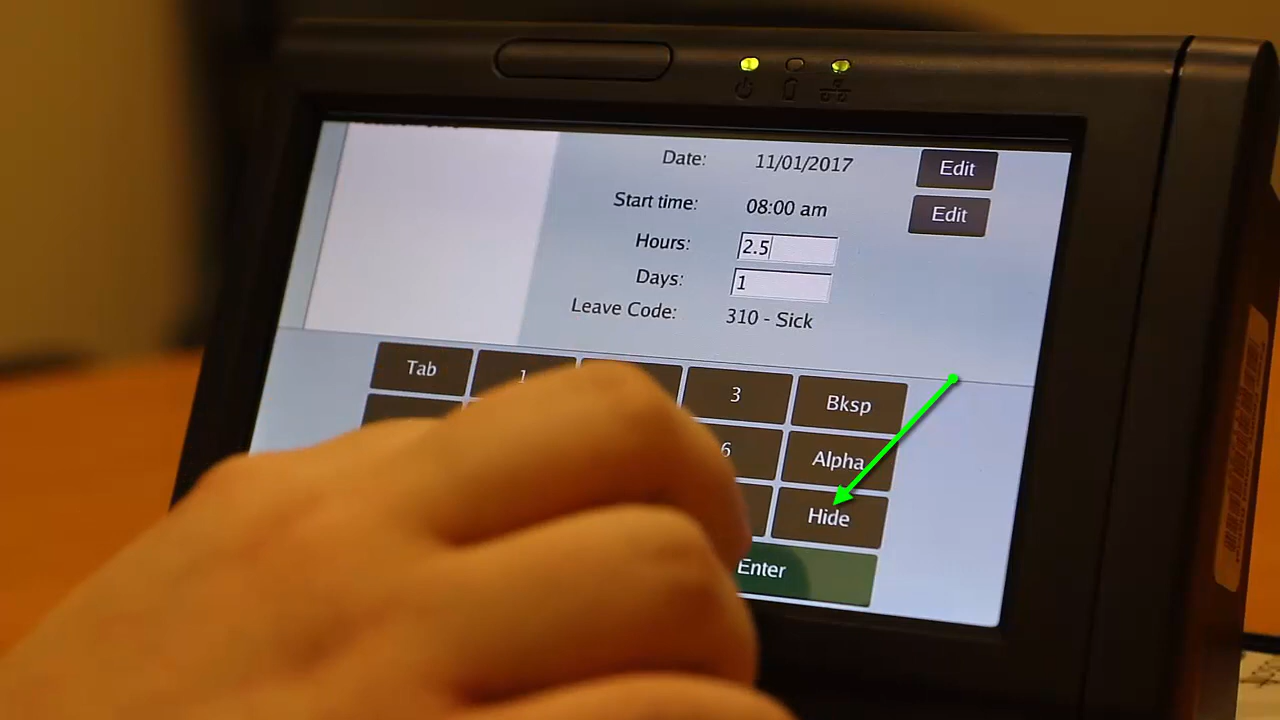 Date: 11/01/2017 Edit
Start time: 08:00 am Edit
Hours: 2.5
Days: 1
Leave Code: 310 - Sick
Tab 1 3 Bksp
6 Alpha
Hide
Enter